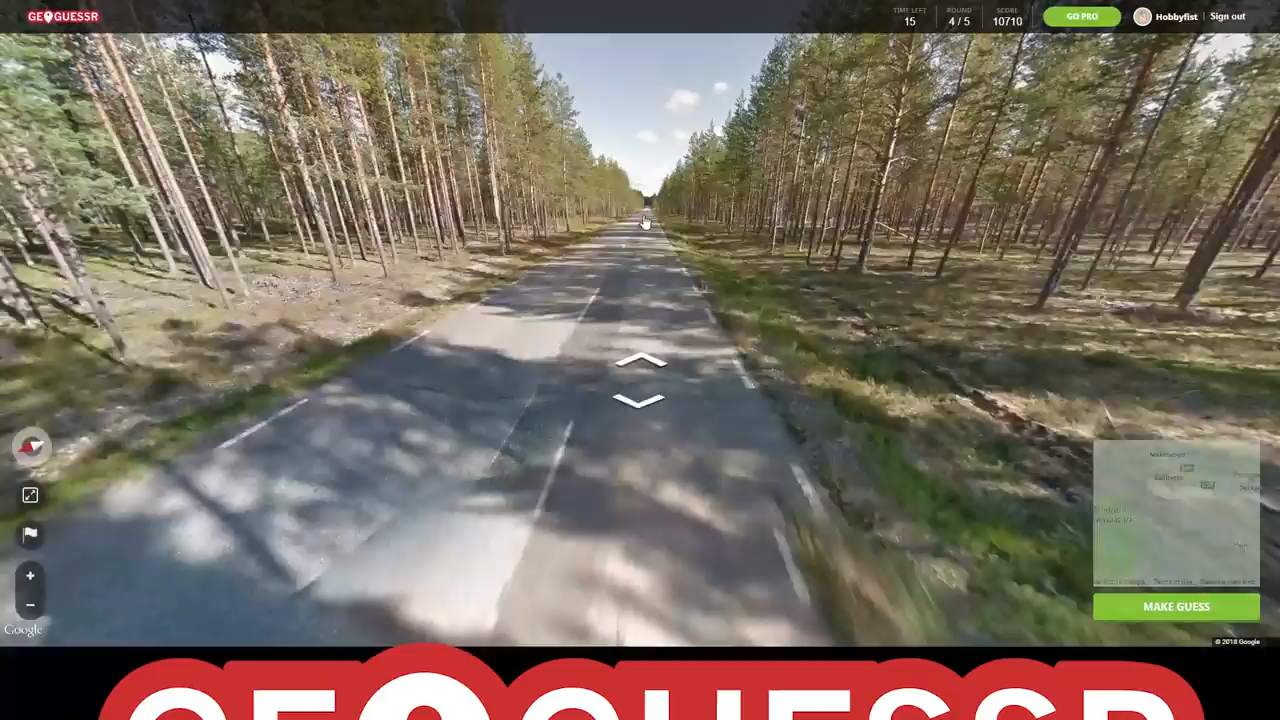 GEOGUESSR
TIME LEFT
15
ROUND
4 / 5
SCORE
10710
GO PRO
Hobbyfist
Sign out
MAKE GUESS
Google
© 2018 Google
GEOGUESSR